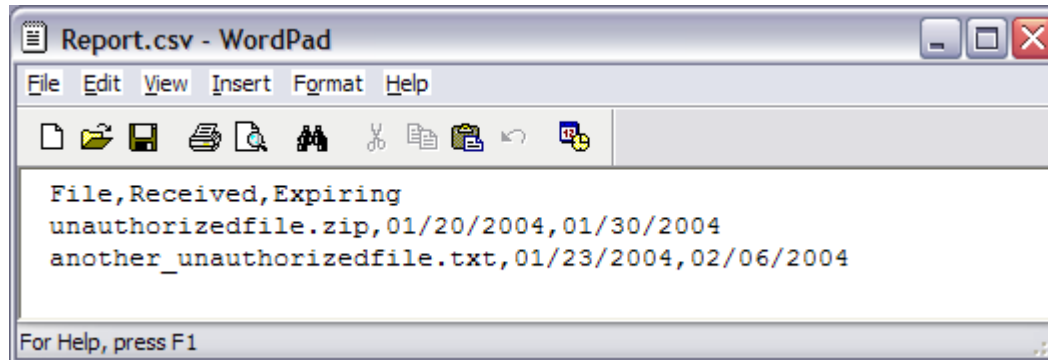 Report.csv - WordPad
File Edit View Insert Format Help
File,Received,Expiring
unauthorizedfile.zip,01/20/2004,01/30/2004
another_unauthorizedfile.txt,01/23/2004,02/06/2004
For Help, press F1